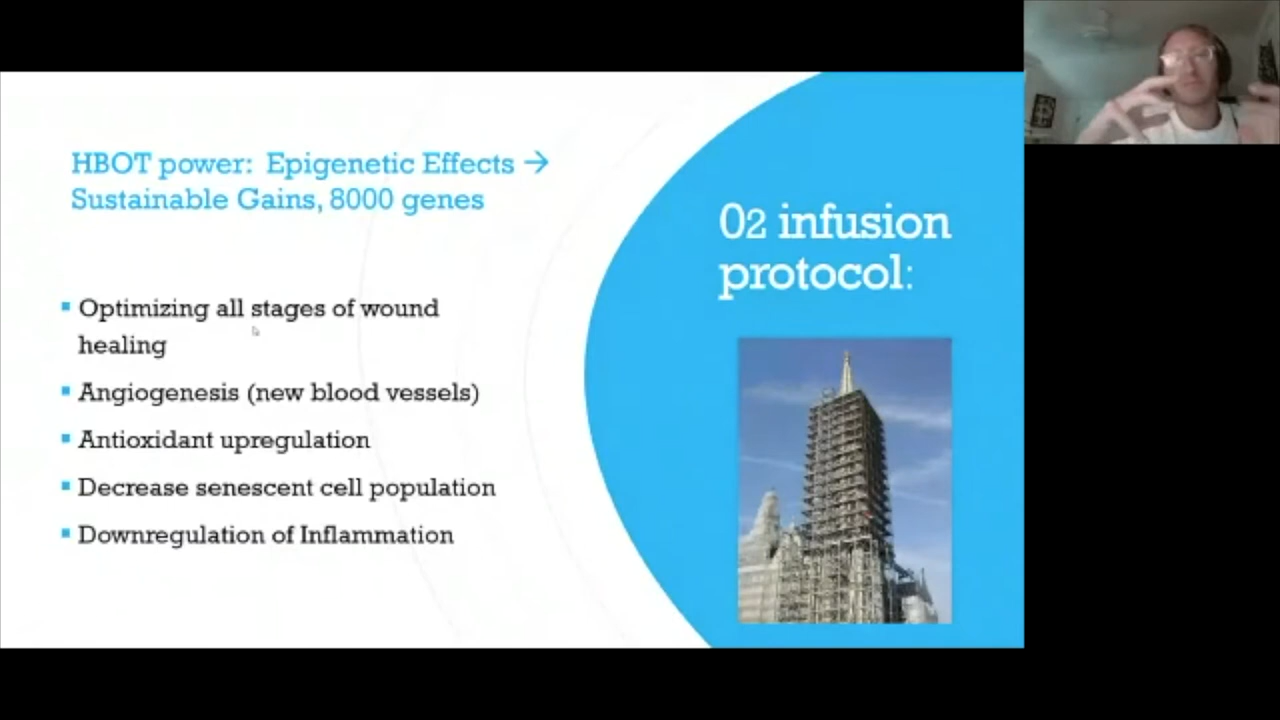 HBOT power: Epigenetic Effects →
Sustainable Gains, 8000 genes
Optimizing all stages of wound
healing
Angiogenesis (new blood vessels)
Antioxidant upregulation
Decrease senescent cell population
Downregulation of Inflammation
02 infusion
protocol: